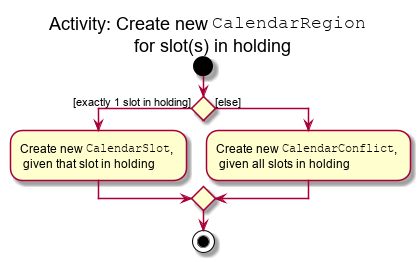 Activity: Create new CalendarRegion
for slot(s) in holding
[exactly 1 slot in holding]
[else]
Create new CalendarSlot,
given that slot in holding
Create new CalendarConflict,
given all slots in holding